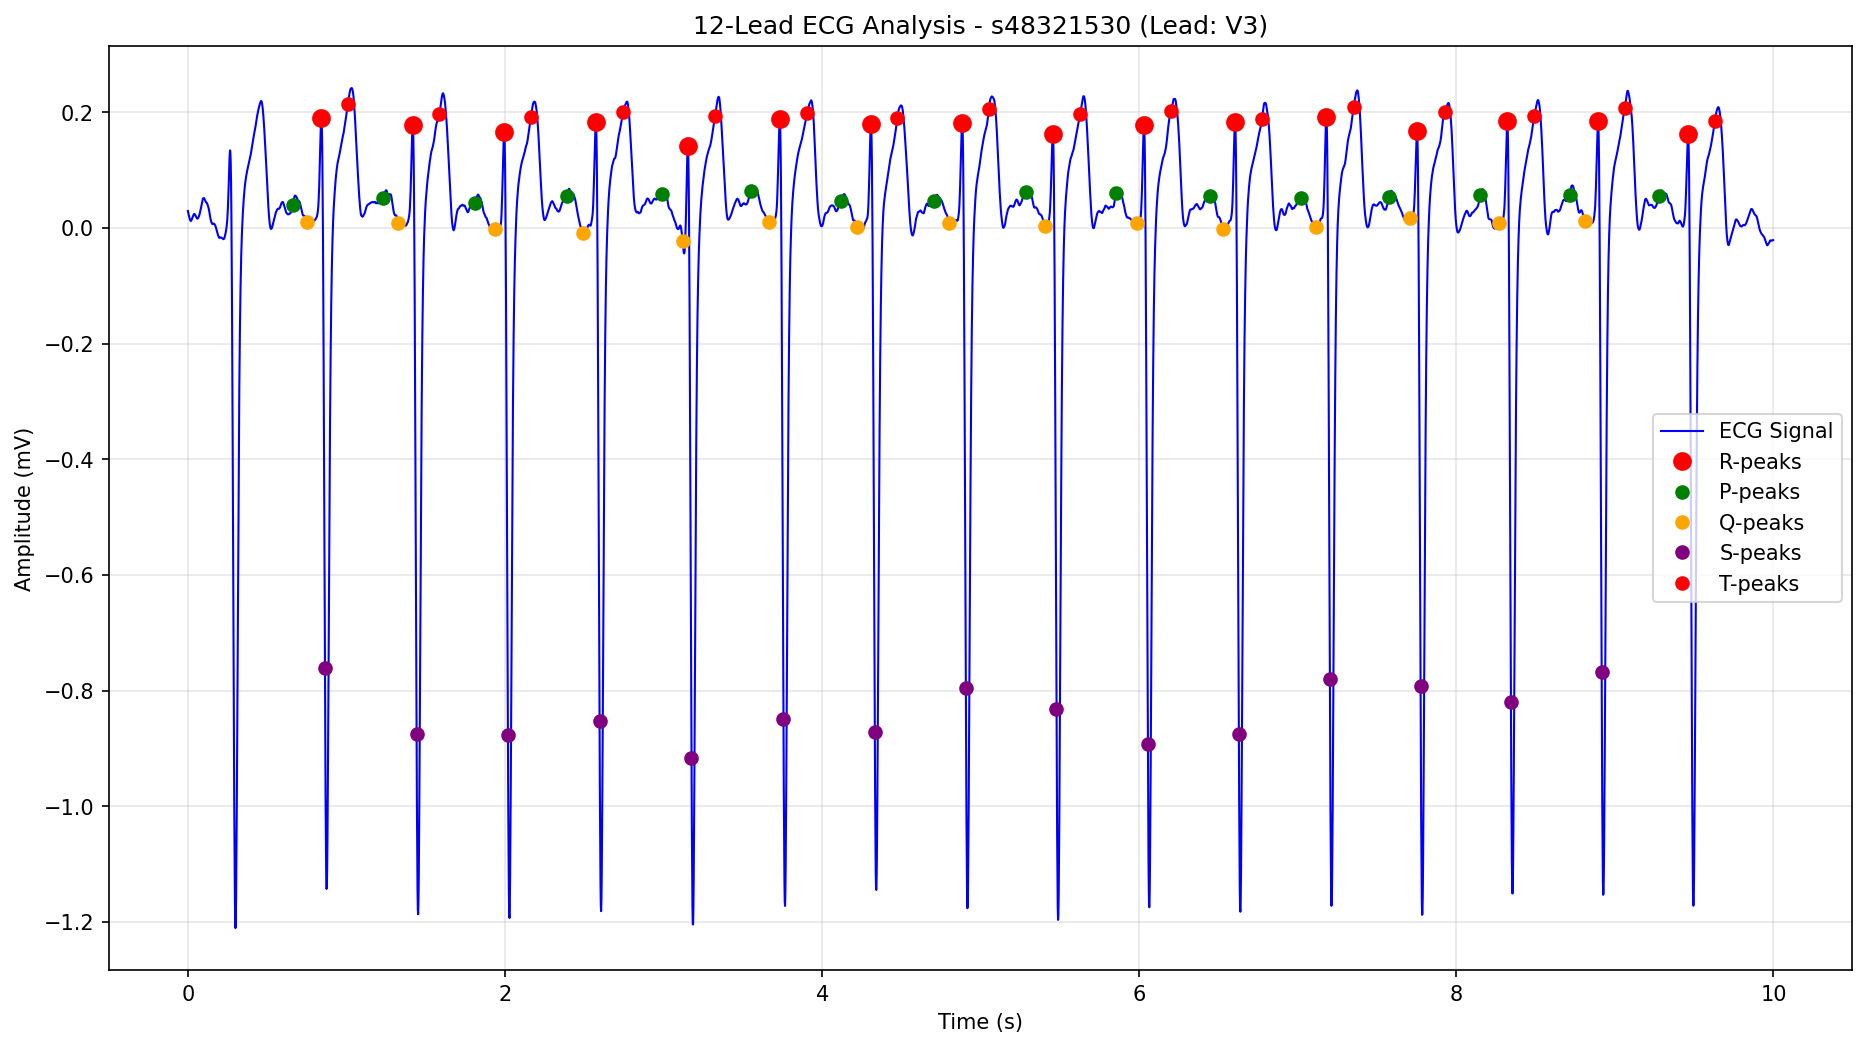 12-Lead ECG Analysis - s48321530 (Lead: V3)
Amplitude (mV)
0.2
0.0
−0.2
−0.4
−0.6
−0.8
−1.0
−1.2
ECG Signal
R-peaks
P-peaks
Q-peaks
S-peaks
T-peaks
0 2 4 6 8 10
Time (s)